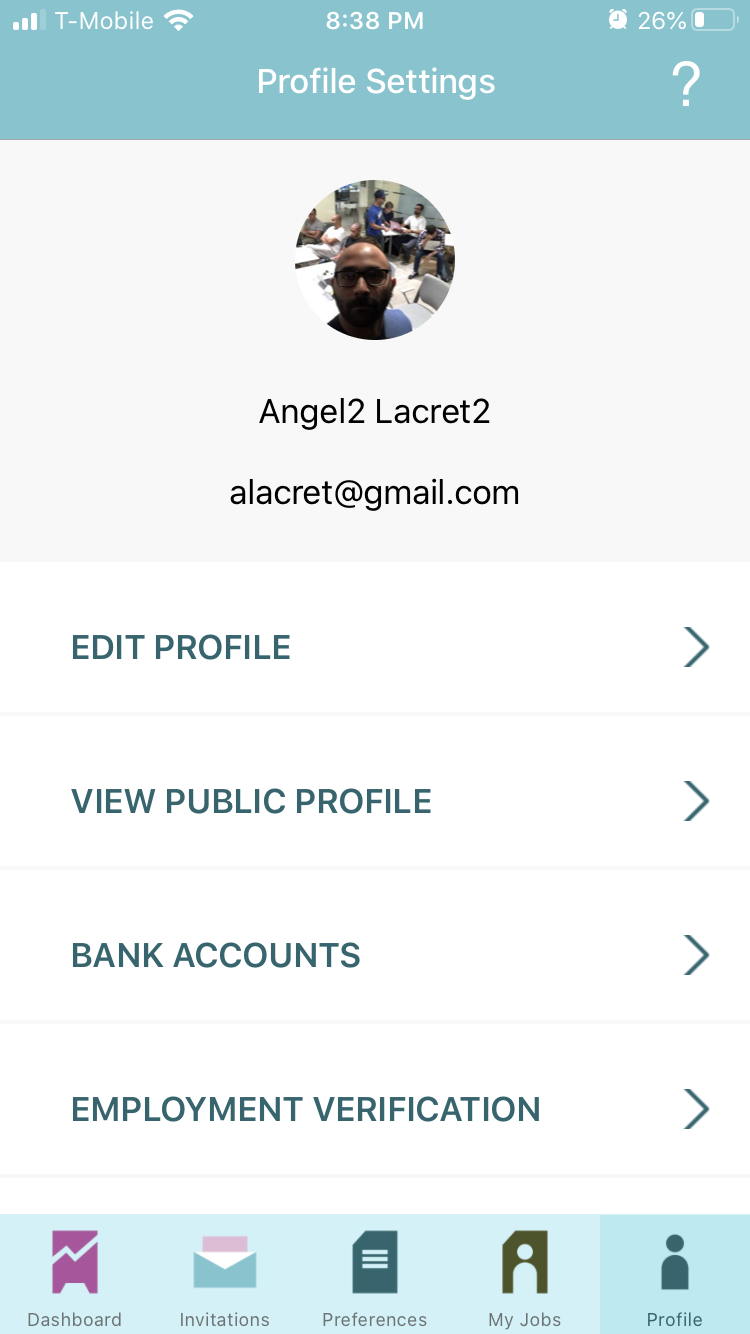 T-Mobile 8:38 PM 26%
Profile Settings ?
Angel2 Lacret2
alacret@gmail.com
EDIT PROFILE
VIEW PUBLIC PROFILE
BANK ACCOUNTS
EMPLOYMENT VERIFICATION
Dashboard Invitations Preferences My Jobs Profile